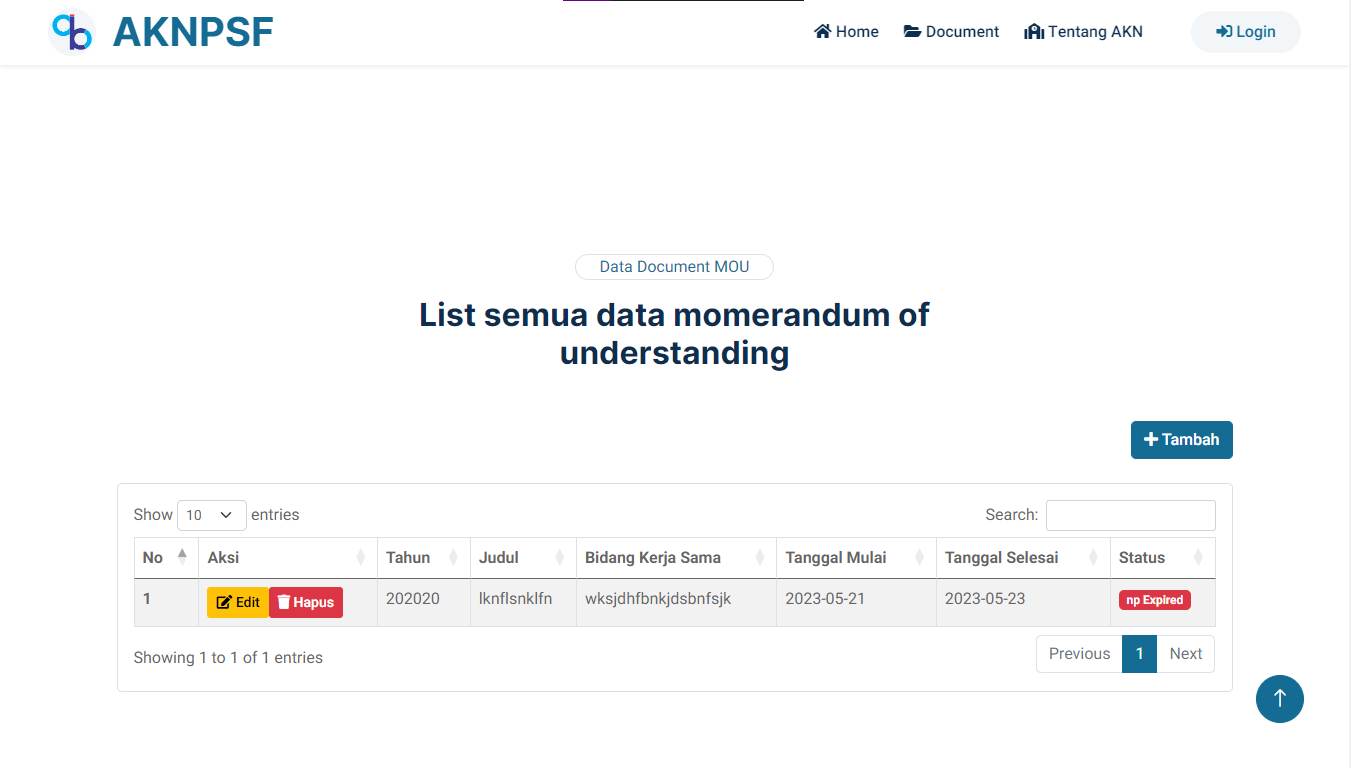 AKNPSF
Home Document Tentang AKN Login
Data Document MOU
List semua data momerandum of
understanding
Tambah
Show 10 entries Search:
No Aksi Tahun Judul Bidang Kerja Sama Tanggal Mulai Tanggal Selesai Status
1 Edit Hapus 202020 lknflsnklfn wksjdhfbnkjdsbnfsjk 2023-05-21 2023-05-23 np Expired
Showing 1 to 1 of 1 entries Previous 1 Next